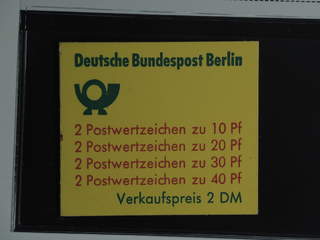 Deutsche Bundespost Berlin
2 Postwertzeichen zu 10 Pf
2 Postwertzeichen zu 20 Pf
2 Postwertzeichen zu 30 Pf
2 Postwertzeichen zu 40 Pf
Verkaufspreis 2 DM